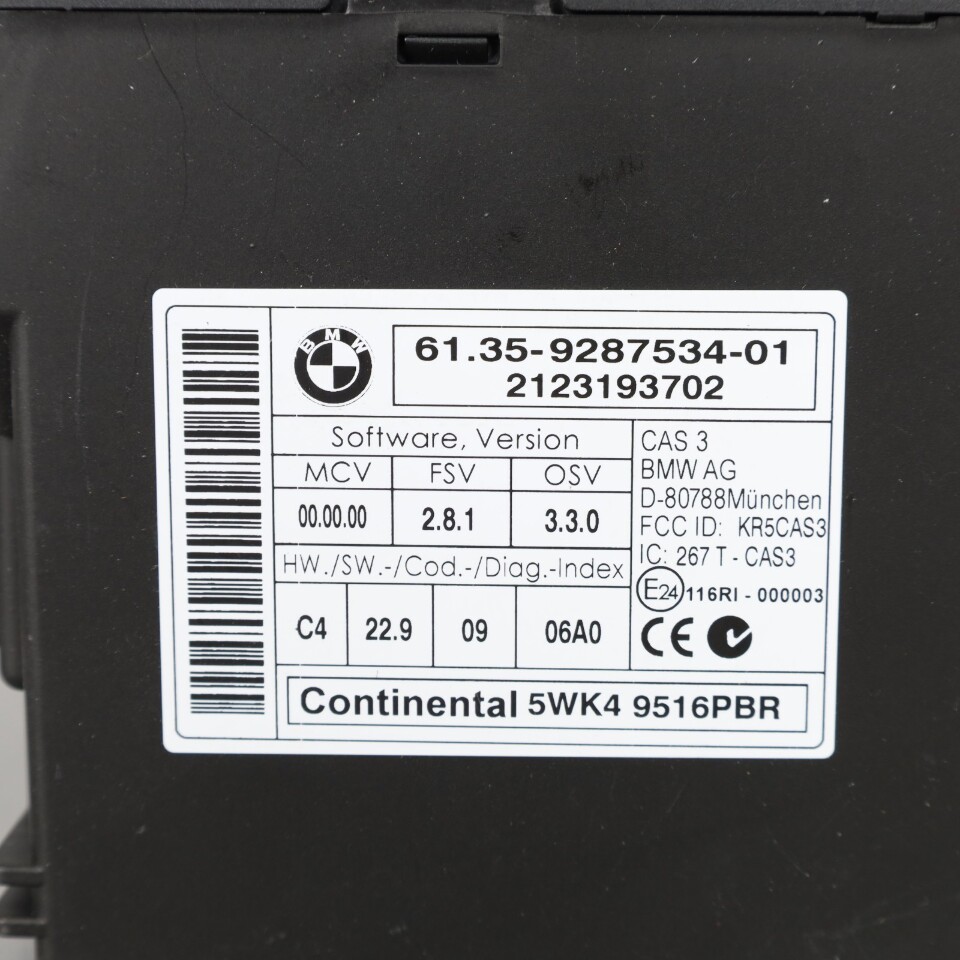 BMW
61.35-9287534-01
2123193702
Software, Version
MCV FSV OSV
00.00.00 2.8.1 3.3.0
HW./SW.-/Cod.-/Diag.-Index
C4 22.9 09 06A0
CAS 3
BMW AG
D-80788München
FCC ID: KR5CAS3
IC: 267 T - CAS3
E24 116RI - 000003
CE
Continental 5WK4 9516PBR